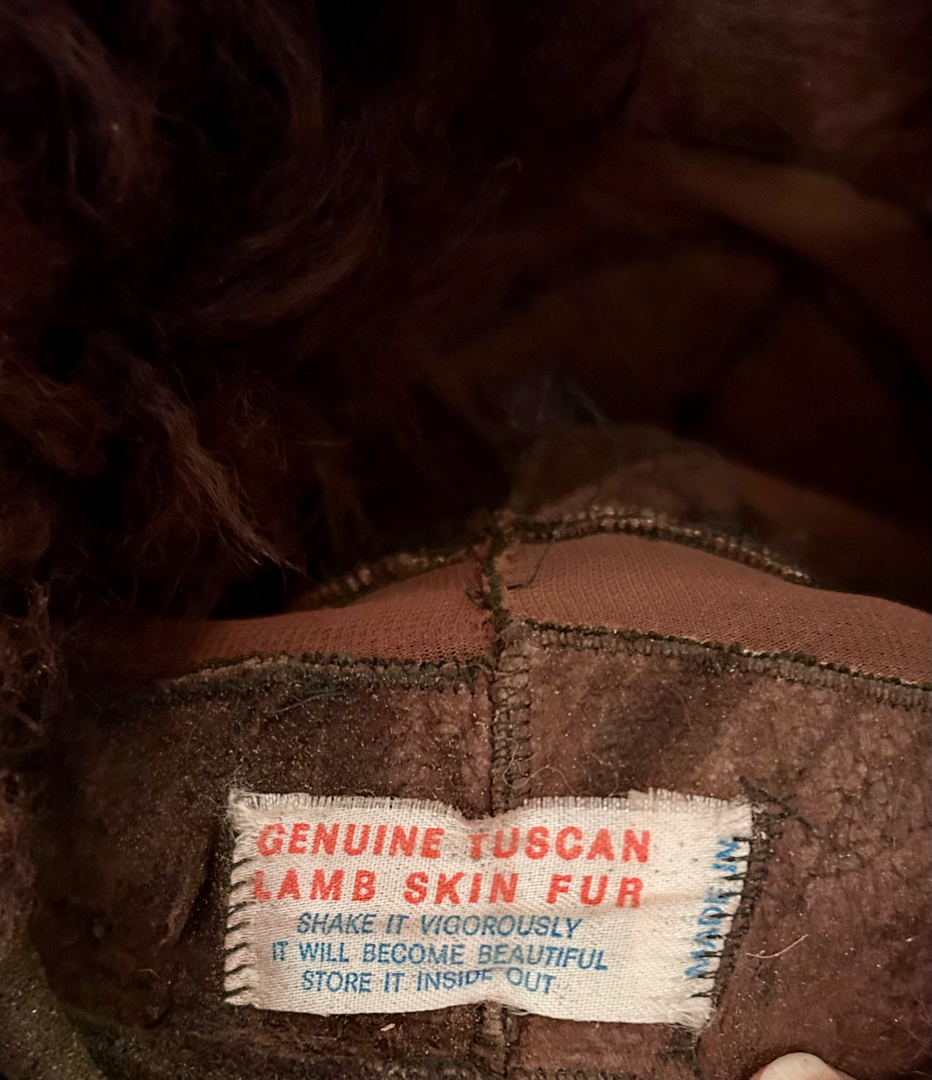 GENUINE TUSCAN
LAMB SKIN FUR
SHAKE IT VIGOROUSLY
IT WILL BECOME BEAUTIFUL
STORE IT INSIDE OUT
MADE IN